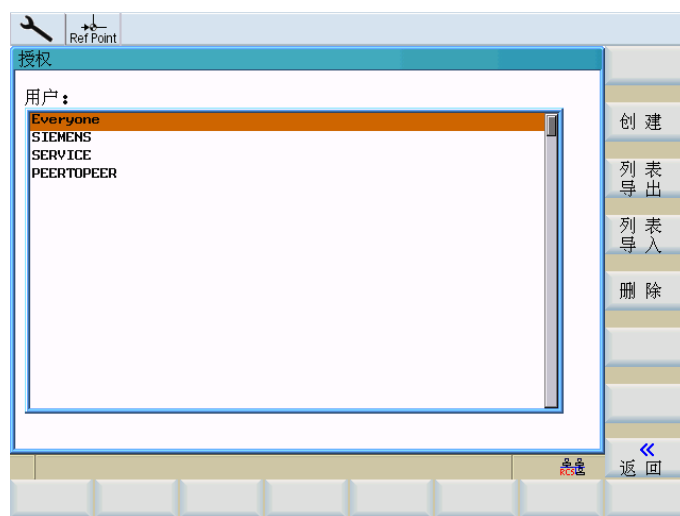 Ref Point
授权
用户：
Everyone
SIEMENS
SERVICE
PEERTOPEER
创建
列表
导出
列表
导入
删除
返回
RCS